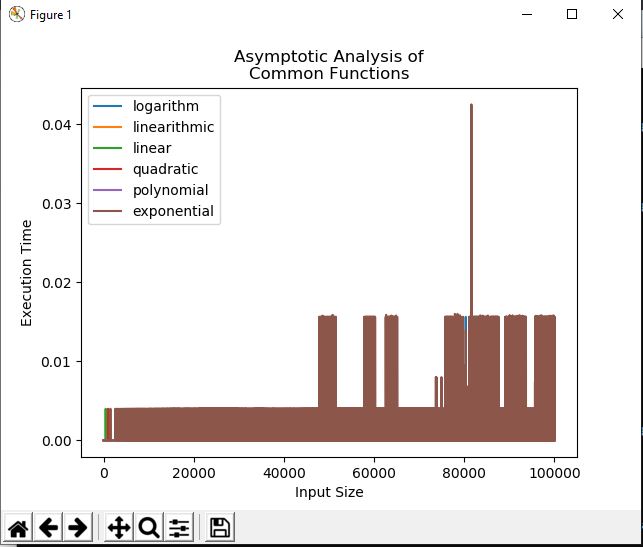 Figure 1
Asymptotic Analysis of
Common Functions
logarithm
linearithmic
linear
quadratic
polynomial
exponential
0.04
0.03
0.02
0.01
0.00
Execution Time
0 20000 40000 60000 80000 100000
Input Size